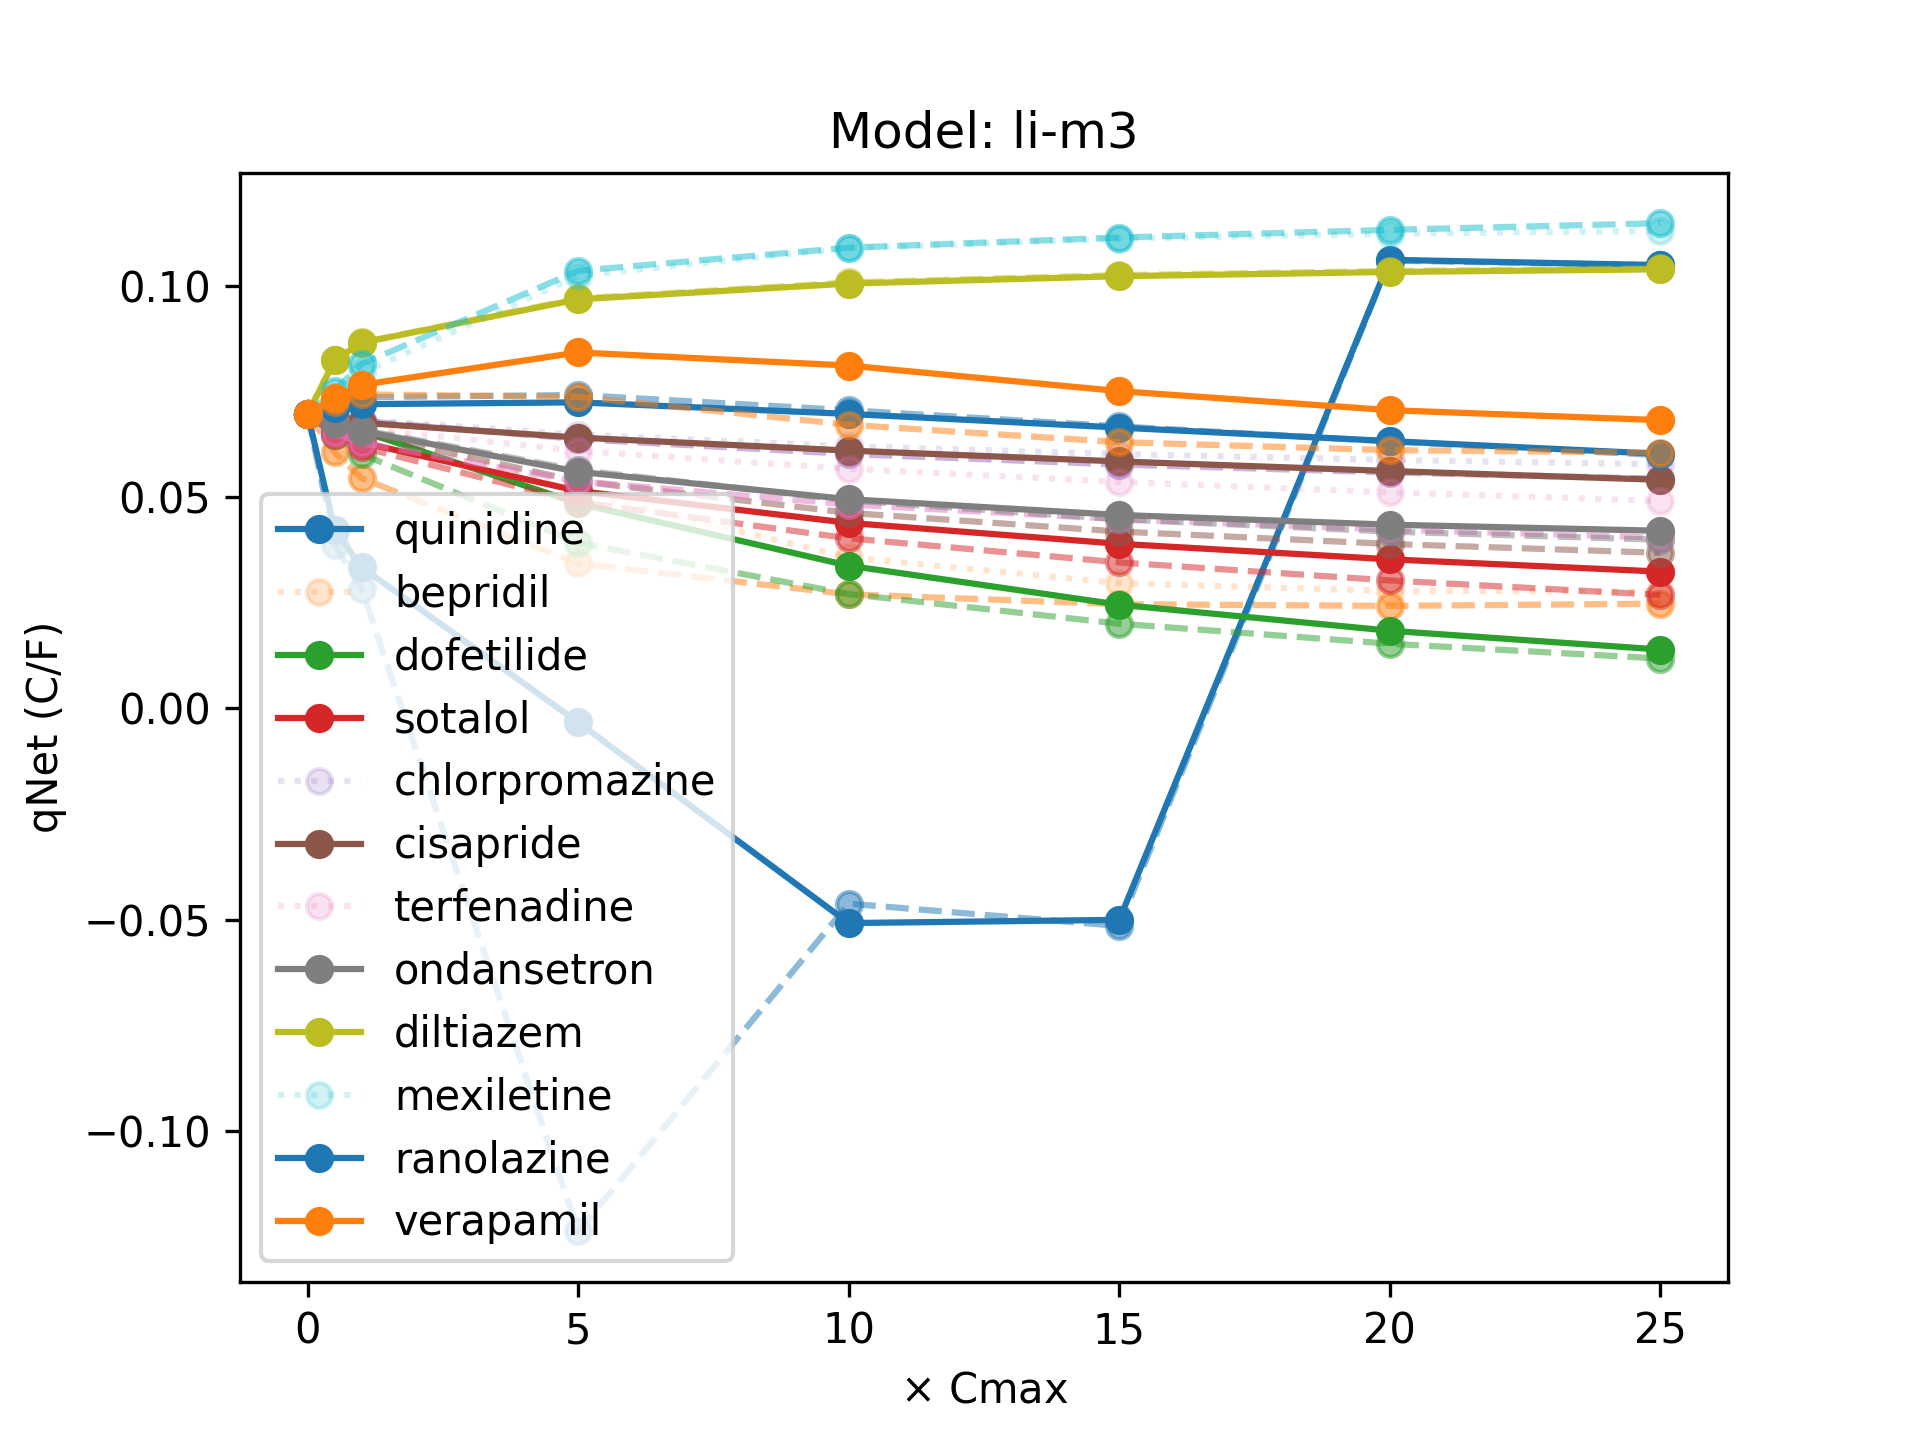 Model: li-m3
qNet (C/F)
0.10
0.05
0.00
−0.05
−0.10
quinidine
bepridil
dofetilide
sotalol
chlorpromazine
cisapride
terfenadine
ondansetron
diltiazem
mexiletine
ranolazine
verapamil
0 5 10 15 20 25
× Cmax